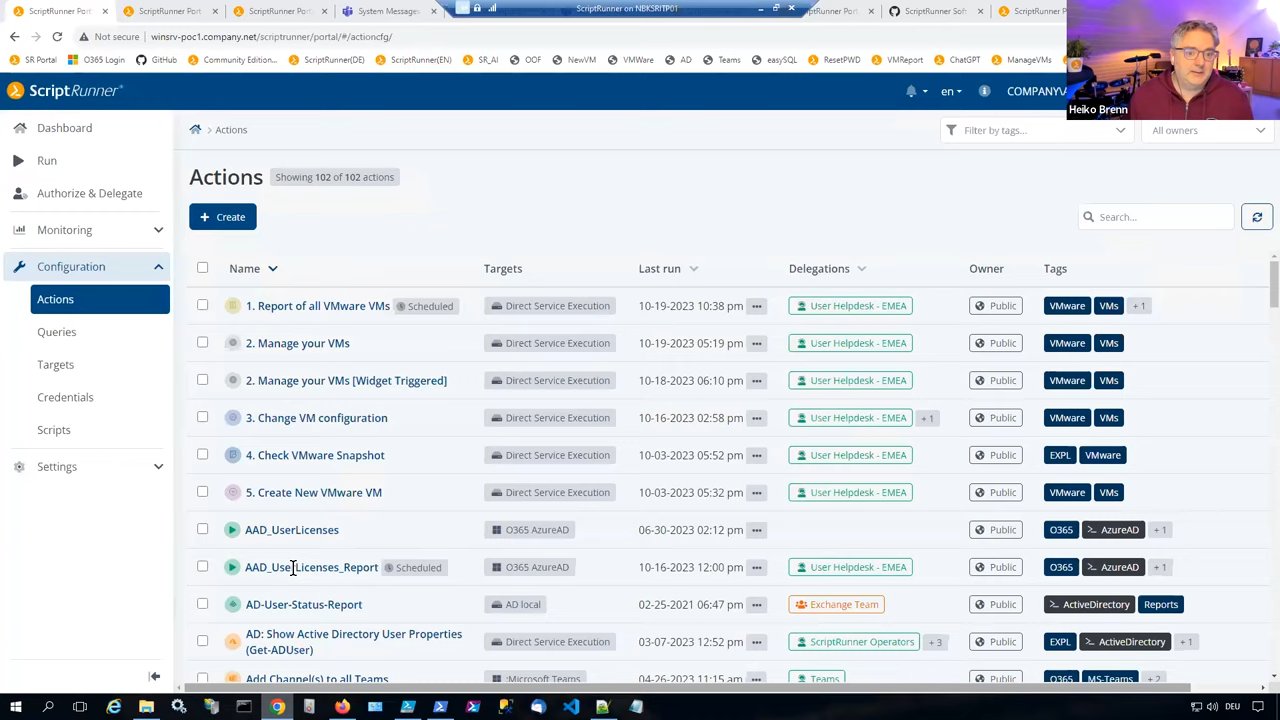 ScriptRunner Port
ScriptRunner Port
ScriptRunner Port
System Messages
ScriptRunner on NBKSRITP01
ScriptRunner Port
ScriptRunner Sof
ScriptRunner P
Not secure winsrv-poc1.company.net/scriptrunner/portal/#/actioncfg/
SR Portal O365 Login GitHub Community Edition... ScriptRunner(DE) ScriptRunner(EN) SR_AI OOF NewVM VMWare AD Teams easySQL ResetPWD VMReport ChatGPT ManageVMs
ScriptRunner®
en
COMPANY\
Heiko Brenn
Dashboard
Run
Authorize & Delegate
Monitoring
Configuration
Actions
Queries
Targets
Credentials
Scripts
Settings
Actions
Filter by tags...
All owners
Actions Showing 102 of 102 actions
+ Create
Search...
Name Targets Last run Delegations Owner Tags
1. Report of all VMware VMs Scheduled Direct Service Execution 10-19-2023 10:38 pm ••• User Helpdesk - EMEA Public VMware VMs + 1
2. Manage your VMs Direct Service Execution 10-19-2023 05:19 pm ••• User Helpdesk - EMEA Public VMware VMs
2. Manage your VMs [Widget Triggered] Direct Service Execution 10-18-2023 06:10 pm ••• User Helpdesk - EMEA Public VMware VMs
3. Change VM configuration Direct Service Execution 10-16-2023 02:58 pm ••• User Helpdesk - EMEA + 1 Public VMware VMs
4. Check VMware Snapshot Direct Service Execution 10-03-2023 05:52 pm ••• User Helpdesk - EMEA Public EXPL VMware
5. Create New VMware VM Direct Service Execution 10-03-2023 05:32 pm ••• User Helpdesk - EMEA Public VMware VMs
AAD_UserLicenses O365 AzureAD 06-30-2023 02:12 pm ••• Public O365 AzureAD + 1
AAD_UserLicenses_Report Scheduled O365 AzureAD 10-16-2023 12:00 pm ••• User Helpdesk - EMEA Public O365 AzureAD + 1
AD-User-Status-Report AD local 02-25-2021 06:47 pm ••• Exchange Team Public ActiveDirectory Reports
AD: Show Active Directory User Properties
(Get-ADUser) Direct Service Execution 03-07-2023 12:52 pm ••• ScriptRunner Operators + 3 Public EXPL ActiveDirectory + 1
Add Channel(s) to all Teams :Microsoft Teams 04-26-2023 11:15 am ••• Teams Public O365 MS-Teams + 2
DEU